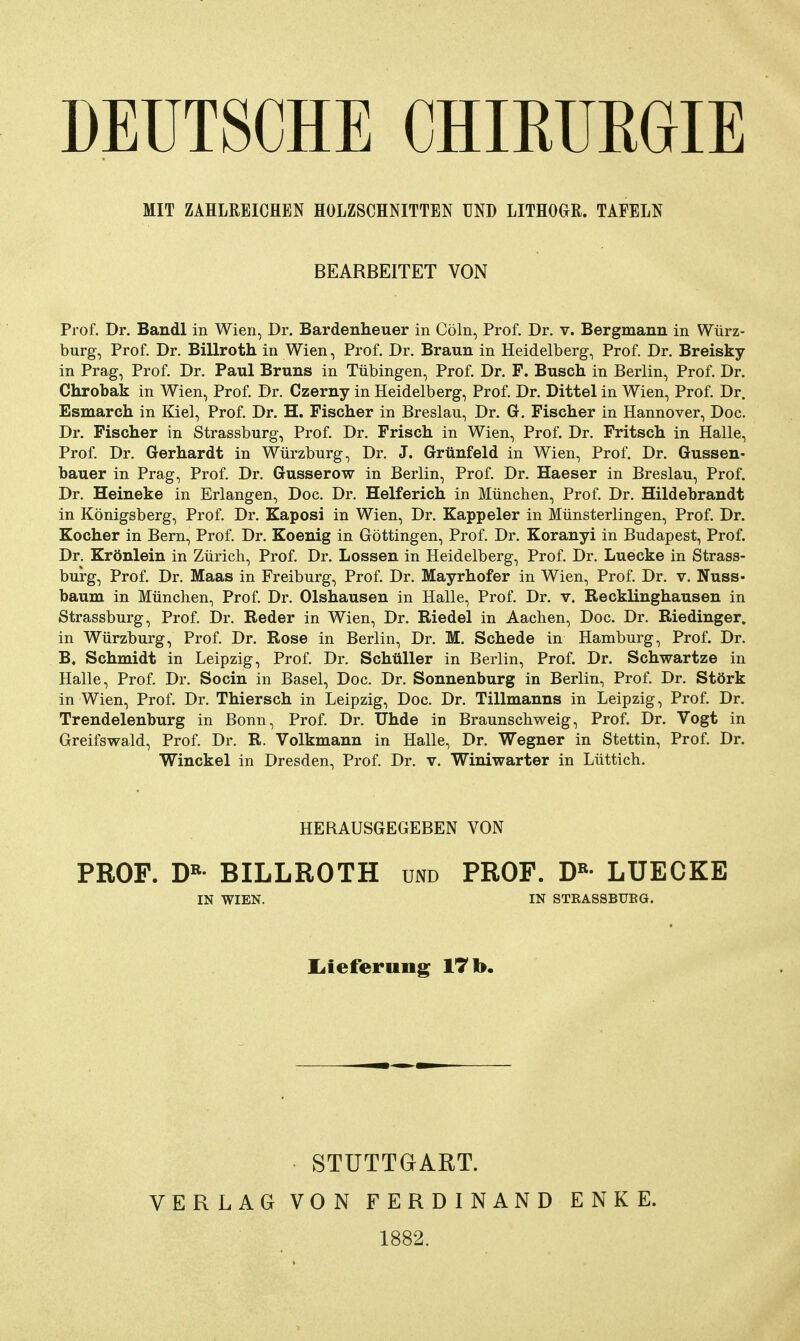 DEUTSCHE CHIRURGIE
MIT ZAHLREICHEN HOLZSCHNITTEN UND LITHOGR. TAFELN
BEARBEITET VON
Prof. Dr. Bandl in Wien, Dr. Bardenheuer in Cöln, Prof. Dr. v. Bergmann in Würz-
burg, Prof. Dr. Billroth in Wien, Prof. Dr. Braun in Heidelberg, Prof. Dr. Breisky
in Prag, Prof. Dr. Paul Bruns in Tübingen, Prof. Dr. F. Busch in Berlin, Prof. Dr.
Chrobak in Wien, Prof. Dr. Czerny in Heidelberg, Prof. Dr. Dittel in Wien, Prof. Dr.
Esmarch in Kiel, Prof. Dr. H. Fischer in Breslau, Dr. G. Fischer in Hannover, Doc.
Dr. Fischer in Strassburg, Prof. Dr. Frisch in Wien, Prof. Dr. Fritsch in Halle,
Prof. Dr. Gerhardt in Würzburg, Dr. J. Grünfeld in Wien, Prof. Dr. Gussen-
bauer in Prag, Prof. Dr. Gusserow in Berlin, Prof. Dr. Haeser in Breslau, Prof.
Dr. Heineke in Erlangen, Doc. Dr. Helferich in München, Prof. Dr. Hildebrandt
in Königsberg, Prof. Dr. Kaposi in Wien, Dr. Kappeler in Münsterlingen, Prof. Dr.
Kocher in Bern, Prof. Dr. Koenig in Göttingen, Prof. Dr. Koranyi in Budapest, Prof.
Dr. Krönlein in Zürich, Prof. Dr. Lossen in Heidelberg, Prof. Dr. Luecke in Strass-
burg, Prof. Dr. Maas in Freiburg, Prof. Dr. Mayrhofer in Wien, Prof. Dr. v. Nuss-
baum in München, Prof. Dr. Olshausen in Halle, Prof. Dr. v. Recklinghausen in
Strassburg, Prof. Dr. Reder in Wien, Dr. Riedel in Aachen, Doc. Dr. Riedinger.
in Würzburg, Prof. Dr. Rose in Berlin, Dr. M. Schede in Hamburg, Prof. Dr.
B. Schmidt in Leipzig, Prof. Dr. Schüller in Berlin, Prof. Dr. Schwartze in
Halle, Prof. Dr. Socin in Basel, Doc. Dr. Sonnenburg in Berlin, Prof. Dr. Störk
in Wien, Prof. Dr. Thiersch in Leipzig, Doc. Dr. Tillmanns in Leipzig, Prof. Dr.
Trendelenburg in Bonn, Prof. Dr. Uhde in Braunschweig, Prof. Dr. Vogt in
Greifswald, Prof. Dr. R. Volkmann in Halle, Dr. Wegner in Stettin, Prof. Dr.
Winckel in Dresden, Prof. Dr. v. Winiwarter in Lüttich.
HERAUSGEGEBEN VON
PROF. DR. BILLROTH UND PROF. DR. LUECKE
IN WIEN. IN STRASSBURG.
Lieferung 17b.
STUTTGART.
VERLAG VON FERDINAND ENKE.
1882.